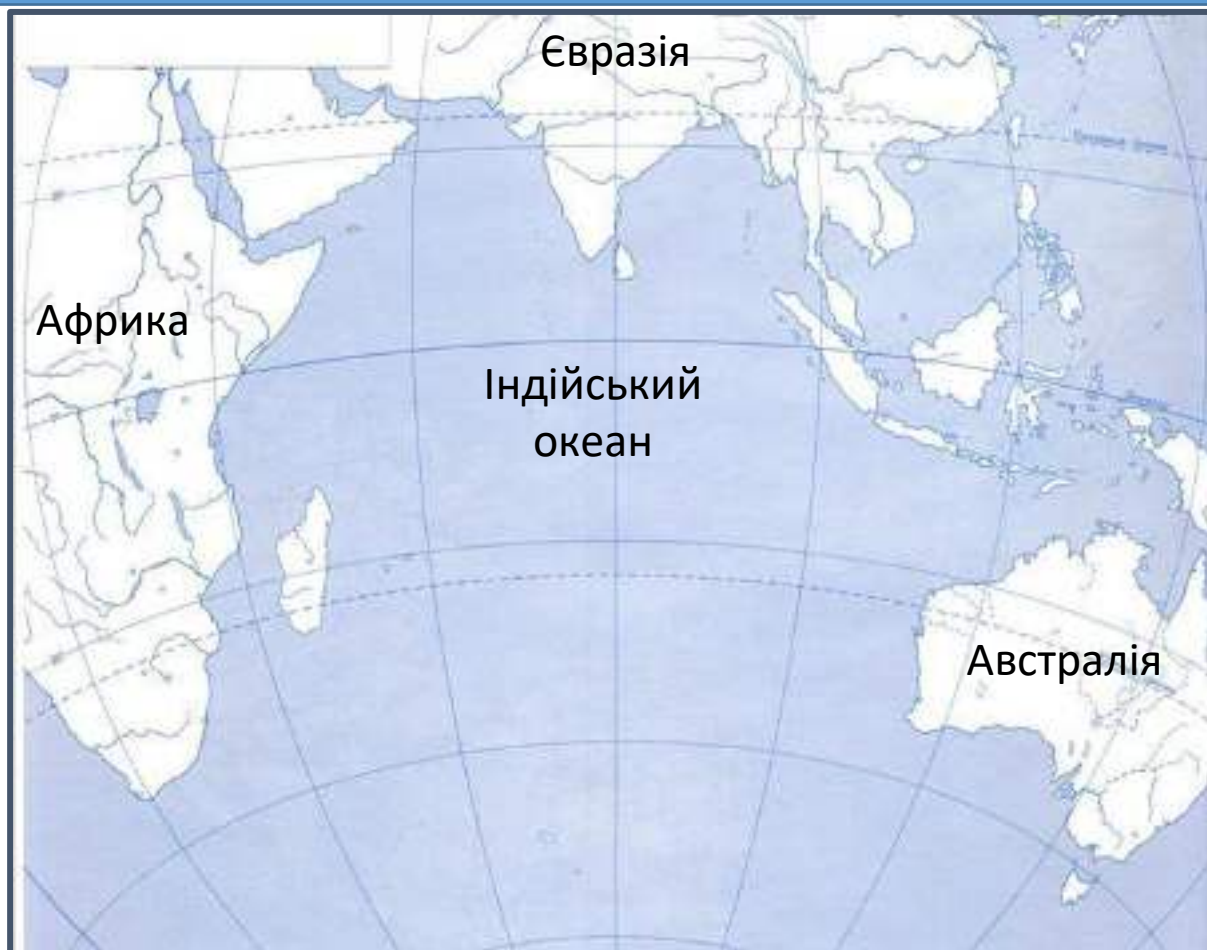 Євразія
Африка
Індійський
океан
Австралія